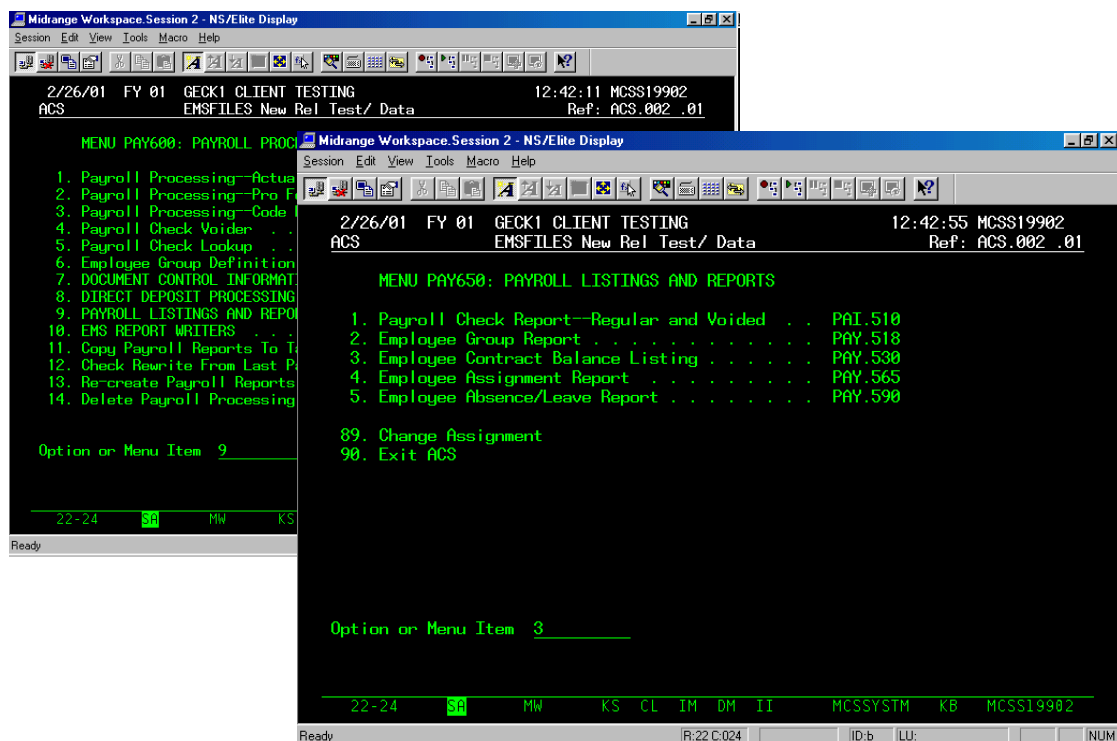 Midrange Workspace.Session 2 - NS/Elite Display
Session Edit View Tools Macro Help
2/26/01 FY 01 GECK1 CLIENT TESTING 12:42:11 MCSS19902
ACS EMSFILES New Rel Test/ Data Ref: ACS.002 .01
MENU PAY600: PAYROLL PROC
1. Payroll Processing--Actua
2. Payroll Processing--Pro F
3. Payroll Processing--Code
4. Payroll Check Voider . .
5. Payroll Check Lookup . .
6. Employee Group Definition
7. DOCUMENT CONTROL INFORMAT
8. DIRECT DEPOSIT PROCESSING
9. PAYROLL LISTINGS AND REPO
10. EMS REPORT WRITERS . . . .
11. Copy Payroll Reports To T
12. Check Rewrite From Last P
13. Re-create Payroll Reports
14. Delete Payroll Processing
Option or Menu Item 9
22-24 SA MW KS
Ready
Midrange Workspace.Session 2 - NS/Elite Display
Session Edit View Tools Macro Help
2/26/01 FY 01 GECK1 CLIENT TESTING 12:42:55 MCSS19902
ACS EMSFILES New Rel Test/ Data Ref: ACS.002 .01
MENU PAY650: PAYROLL LISTINGS AND REPORTS
1. Payroll Check Report--Regular and Voided . . PAI.510
2. Employee Group Report . . . . . . . . . . . . PAY.518
3. Employee Contract Balance Listing . . . . . . PAY.530
4. Employee Assignment Report . . . . . . . . . PAY.565
5. Employee Absence/Leave Report . . . . . . . . PAY.590
89. Change Assignment
90. Exit ACS
Option or Menu Item 3
22-24 SA MW KS CL IM DM II MCSSYSTM KB MCSS19902
Ready R:22 C:024 ID:b LU: NUM